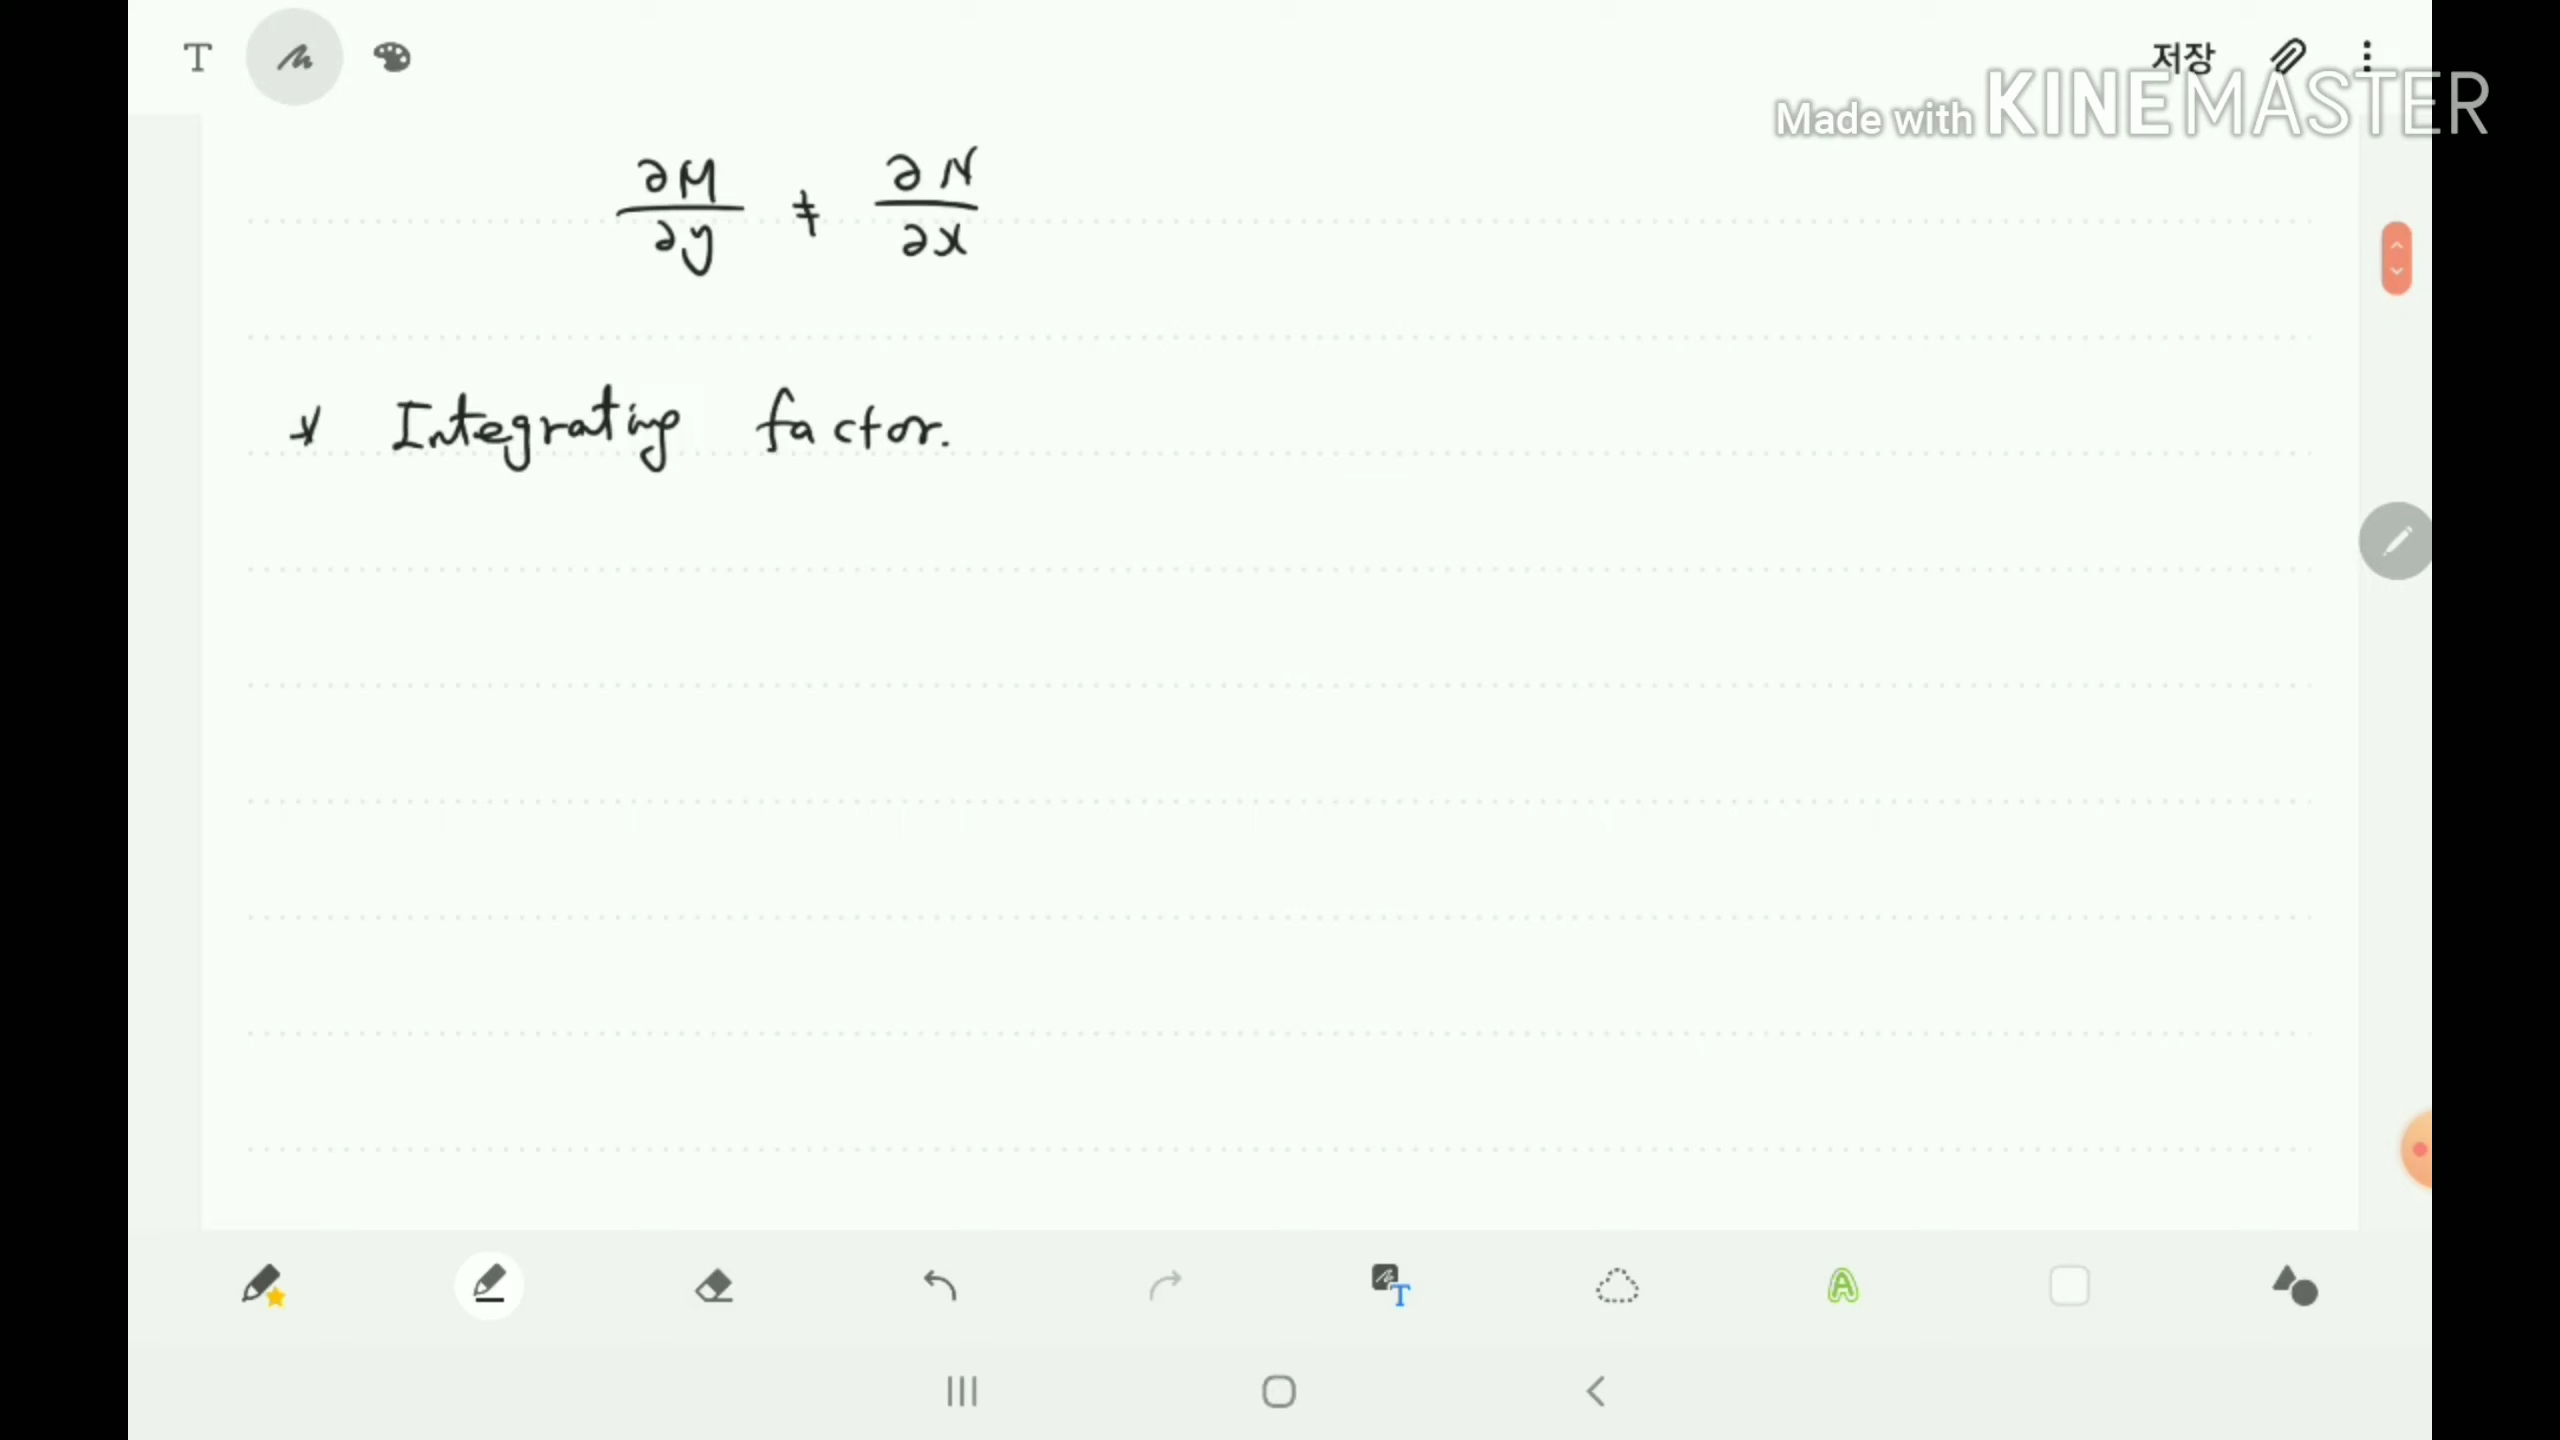 T 저장
Made with KINEMASTER
∂M/∂y ≠ ∂N/∂x
* Integrating factor.
T A